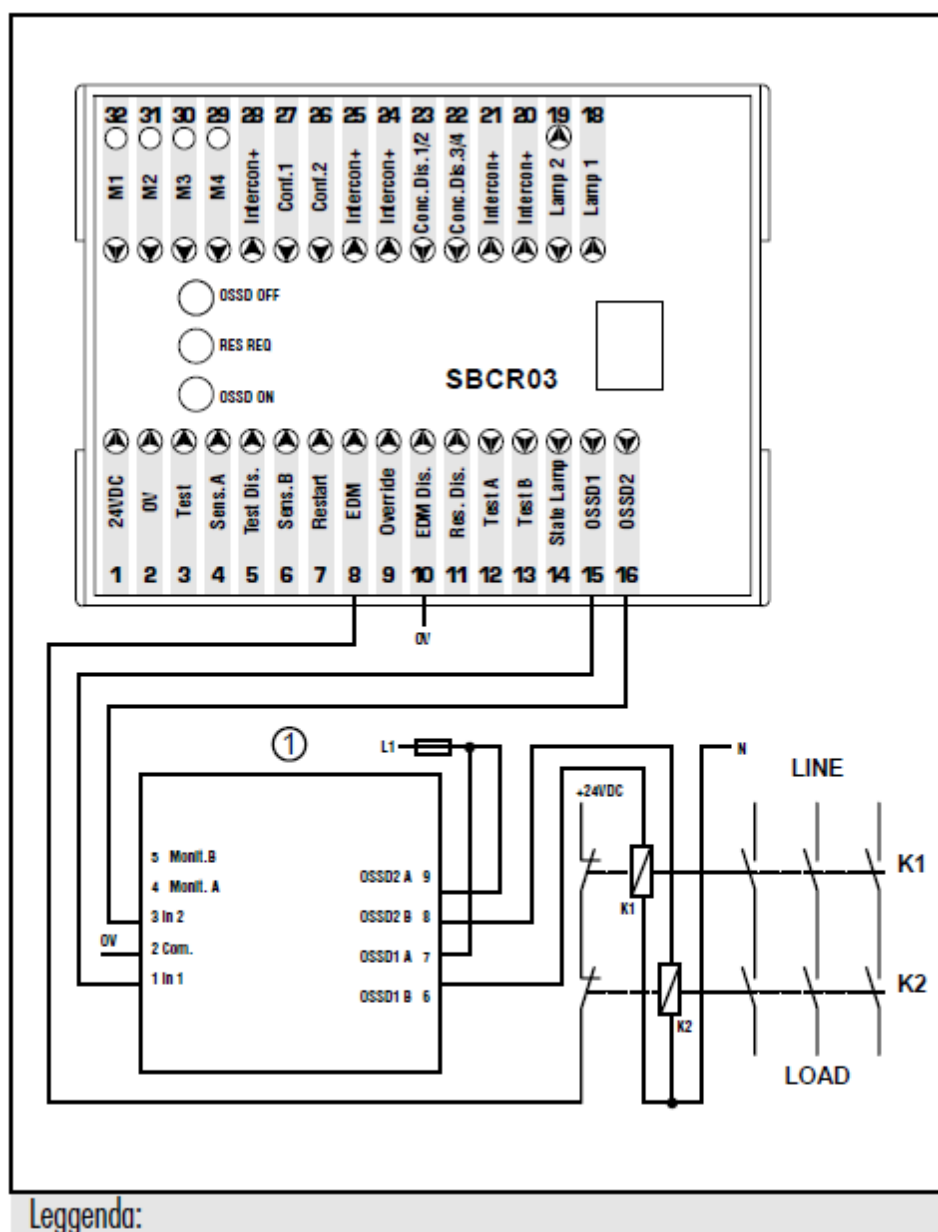 32 31 30 29 28 27 26 25 24 23 22 21 20 19 18
M1
M2
M3
M4
Intercon+
Conf.1
Conf.2
Intercon+
Intercon+
Conc.Dis.1/2
Conc.Dis.3/4
Intercon+
Intercon+
Lamp 2
Lamp 1
OSSD OFF
RES REQ
OSSD ON
SBCR03
24VDC
0V
Test
Sens.A
Test Dis.
Sens.B
Restart
EDM
Override
EDM Dis.
Res. Dis.
Test A
Test B
State Lamp
OSSD1
OSSD2
1 2 3 4 5 6 7 8 9 10 11 12 13 14 15 16
0V
1
L1
N
LINE
+24VDC
5 Monit.B
4 Monit. A
3 In 2
0V
2 Com.
1 In 1
OSSD2 A 9
OSSD2 B 8
OSSD1 A 7
OSSD1 B 6
K1
K1
K2
K2
LOAD
Leggenda: